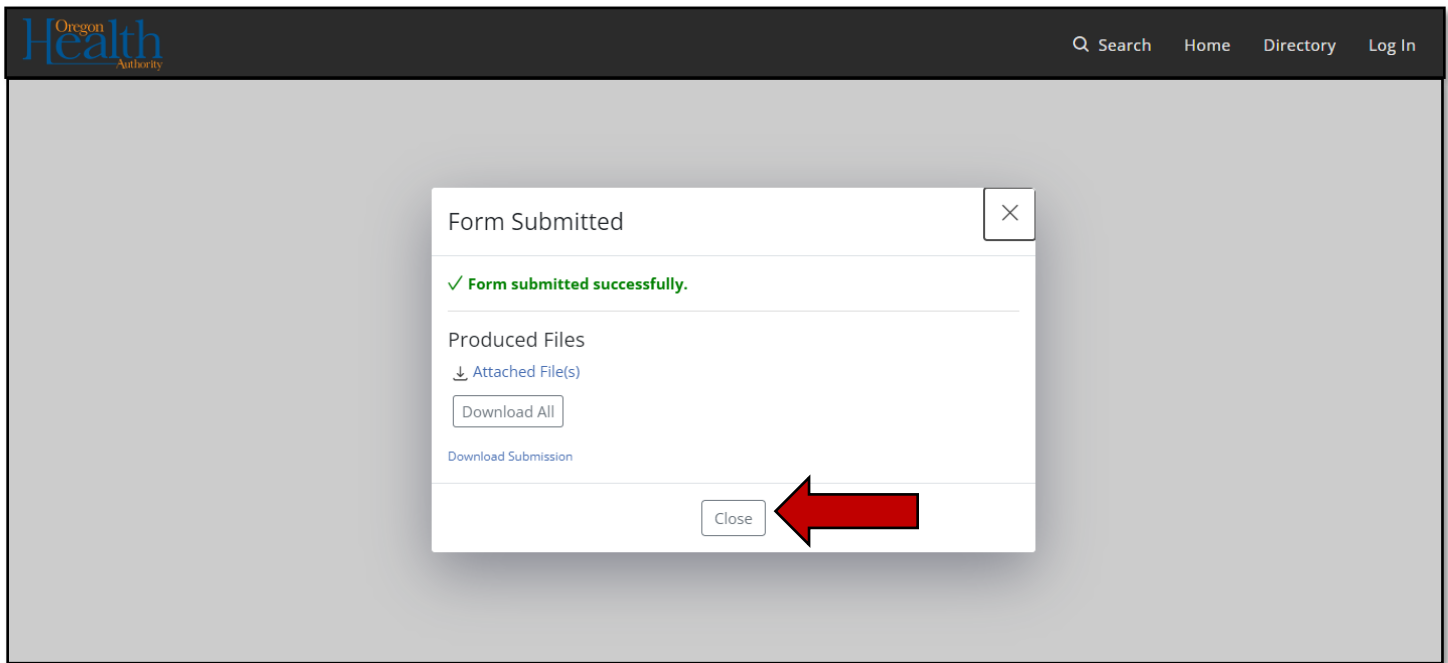 Oregon
Health
Authority
Search Home Directory Log In
Form Submitted
Form submitted successfully.
Produced Files
Attached File(s)
Download All
Download Submission
Close